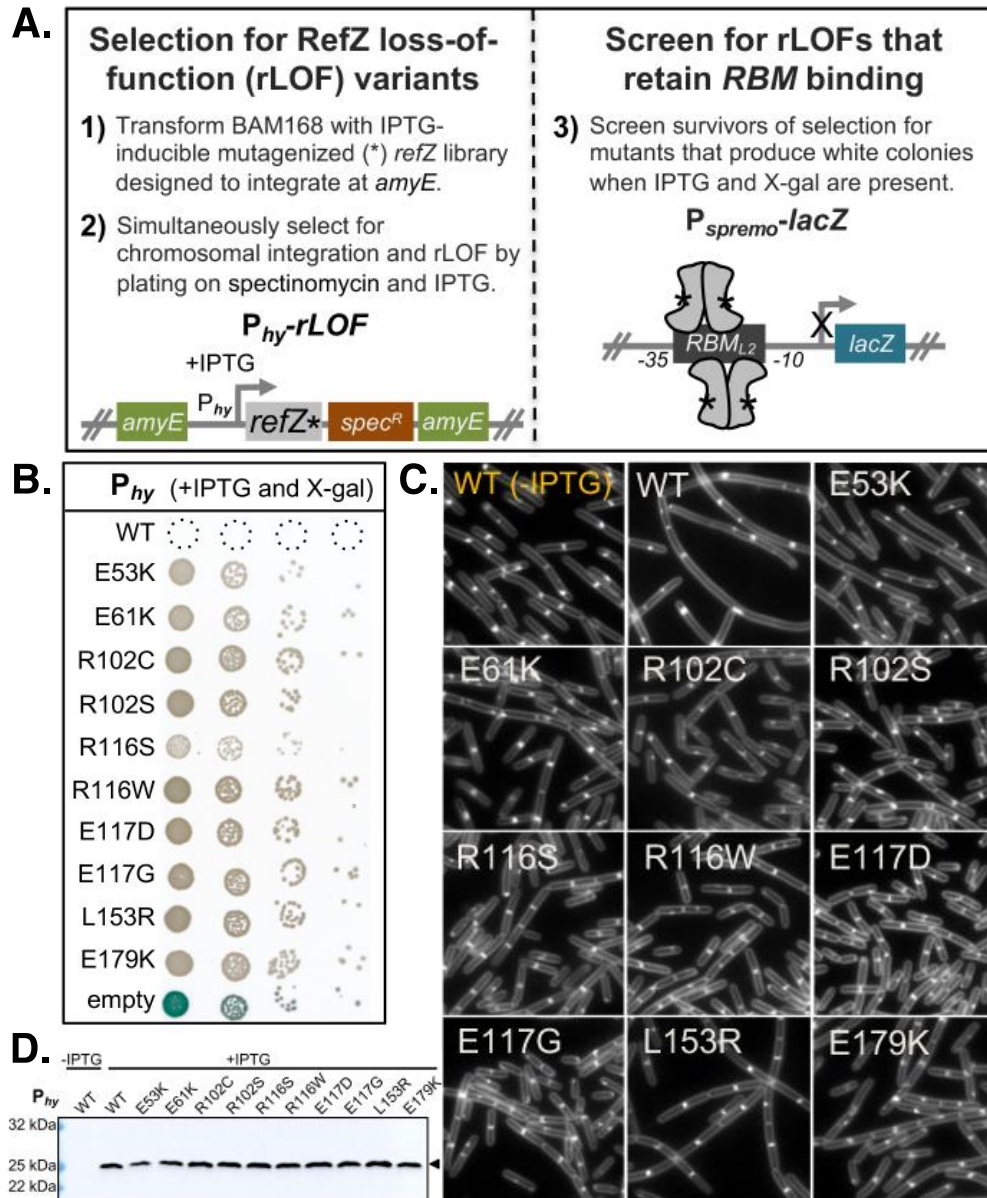 A.
Selection for RefZ loss-of-
function (rLOF) variants
1) Transform BAM168 with IPTG-
inducible mutagenized (*) refZ library
designed to integrate at amyE.
2) Simultaneously select for
chromosomal integration and rLOF by
plating on spectinomycin and IPTG.
Phy-rLOF
+IPTG
Phy
amyE refZ* specR amyE
Screen for rLOFs that
retain RBM binding
3) Screen survivors of selection for
mutants that produce white colonies
when IPTG and X-gal are present.
Pspremo-lacZ
* *
X
RBML2 lacZ
-35 -10
* *
B.
Phy (+IPTG and X-gal)
WT
E53K
E61K
R102C
R102S
R116S
R116W
E117D
E117G
L153R
E179K
empty
C.
WT (-IPTG) WT E53K
E61K R102C R102S
R116S R116W E117D
E117G L153R E179K
D.
-IPTG +IPTG
Phy WT WT E53K E61K R102C R102S R116S R116W E117D E117G L153R E179K
32 kDa
25 kDa
22 kDa